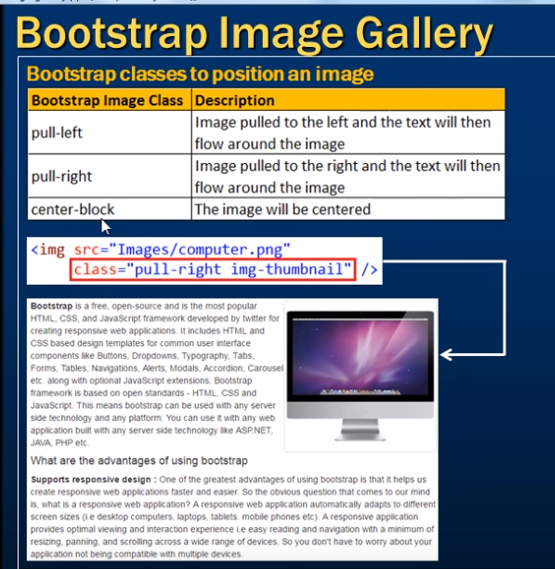 Bootstrap Image Gallery
Bootstrap classes to position an image
Bootstrap Image Class Description
pull-left Image pulled to the left and the text will then
flow around the image
pull-right Image pulled to the right and the text will then
flow around the image
center-block The image will be centered
<img src="Images/computer.png"
class="pull-right img-thumbnail" />
Bootstrap is a free, open-source and is the most popular
HTML, CSS, and JavaScript framework developed by twitter for
creating responsive web applications. It includes HTML and
CSS based design templates for common user interface
components like Buttons, Dropdowns, Typography, Tabs,
Forms, Tables, Navigations, Alerts, Modals, Accordion, Carousel
etc. along with optional JavaScript extensions. Bootstrap
framework is based on open standards - HTML, CSS and
JavaScript. This means bootstrap can be used with any server
side technology and any platform. You can use it with any web
application built with any server side technology like ASP.NET,
JAVA, PHP etc.
What are the advantages of using bootstrap
Supports responsive design : One of the greatest advantages of using bootstrap is that it helps us
create responsive web applications faster and easier. So the obvious question that comes to our mind
is, what is a responsive web application? A responsive web application automatically adapts to different
screen sizes (i.e desktop computers, laptops, tablets. mobile phones etc). A responsive application
provides optimal viewing and interaction experience i.e easy reading and navigation with a minimum of
resizing, panning, and scrolling across a wide range of devices. So you don't have to worry about your
application not being compatible with multiple devices.